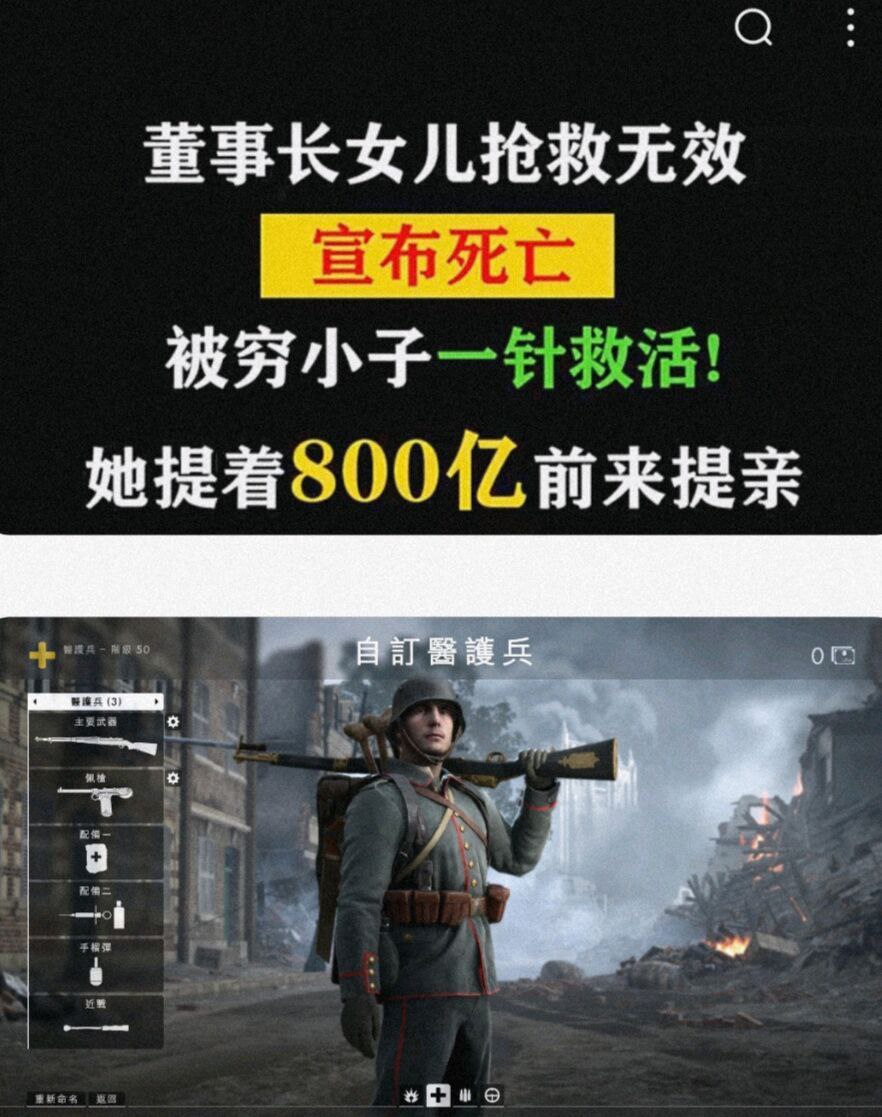 董事长女儿抢救无效
宣布死亡
被穷小子一针救活!
她提着800亿前来提亲
醫護兵 - 階級 50
自訂醫護兵
0
醫護兵 (3)
主要武器
佩槍
配備一
配備二
手榴彈
近戰
重新命名
返回